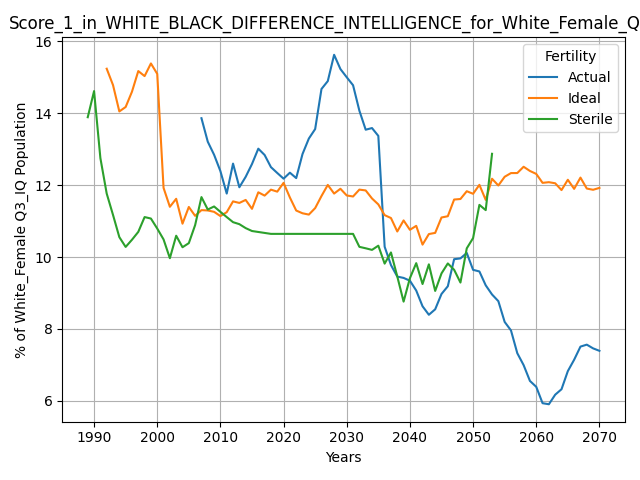 Score_1_in_WHITE_BLACK_DIFFERENCE_INTELLIGENCE_for_White_Female_Q
16
14
12
10
8
6
% of White_Female Q3_IQ Population
Fertility
Actual
Ideal
Sterile
1990 2000 2010 2020 2030 2040 2050 2060 2070
Years